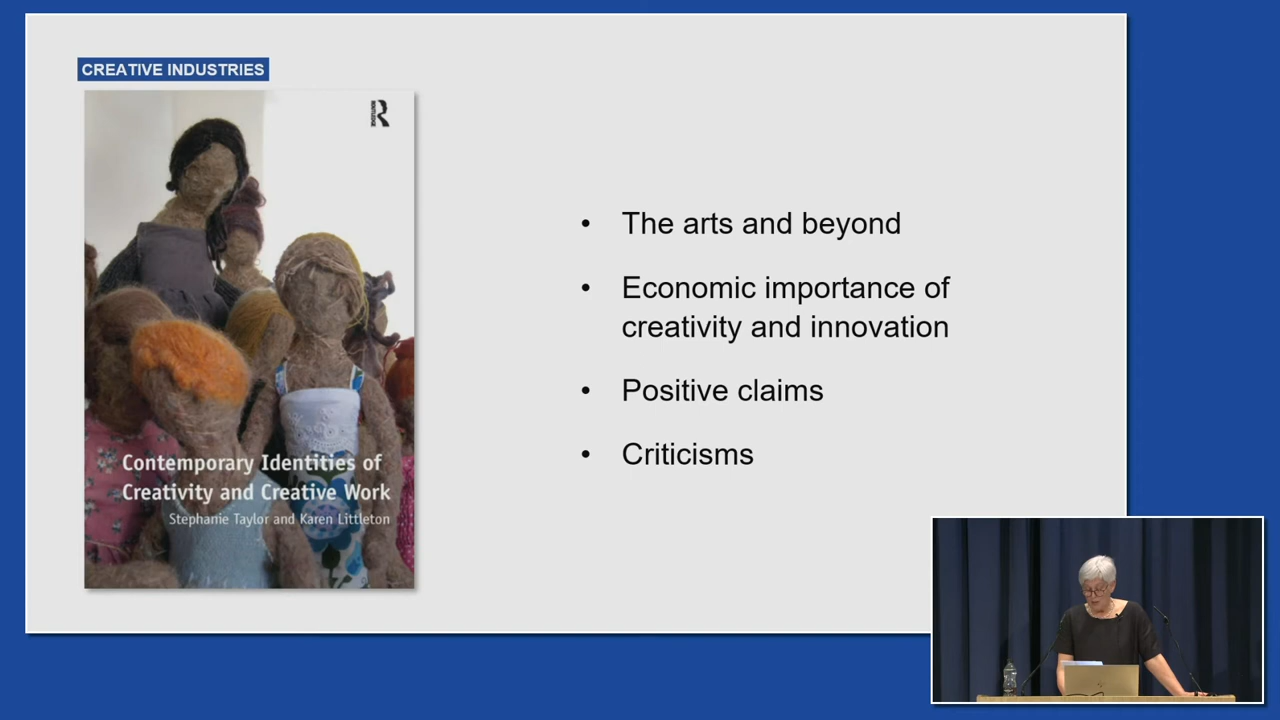 CREATIVE INDUSTRIES
ROUTLEDGE
Contemporary Identities of
Creativity and Creative Work
Stephanie Taylor and Karen Littleton
• The arts and beyond
• Economic importance of
creativity and innovation
• Positive claims
• Criticisms